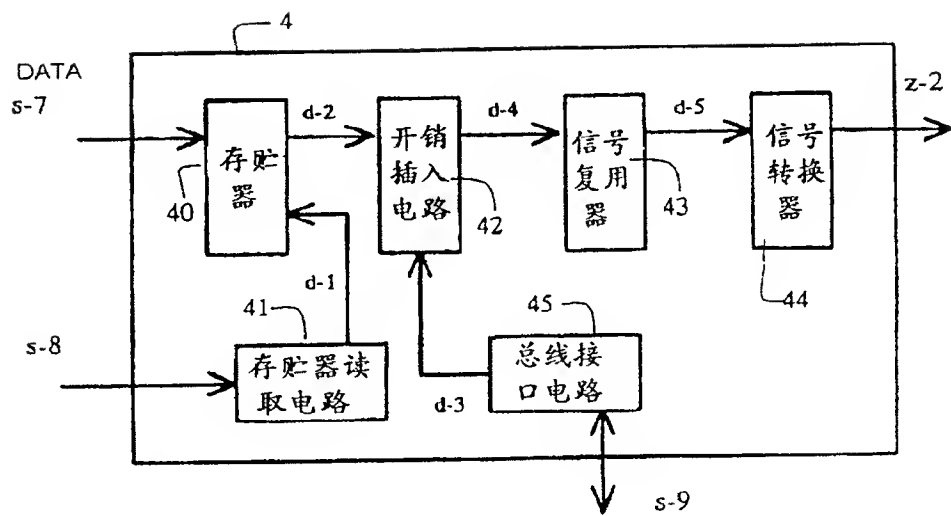 4
DATA
s-7
z-2
d-2
d-4
d-5
存贮
器
40
开销
插入
电路
42
信号
复用
器
43
信号
转换
器
44
d-1
41
45
s-8
存贮器读
取电路
d-3
总线接
口电路
s-9